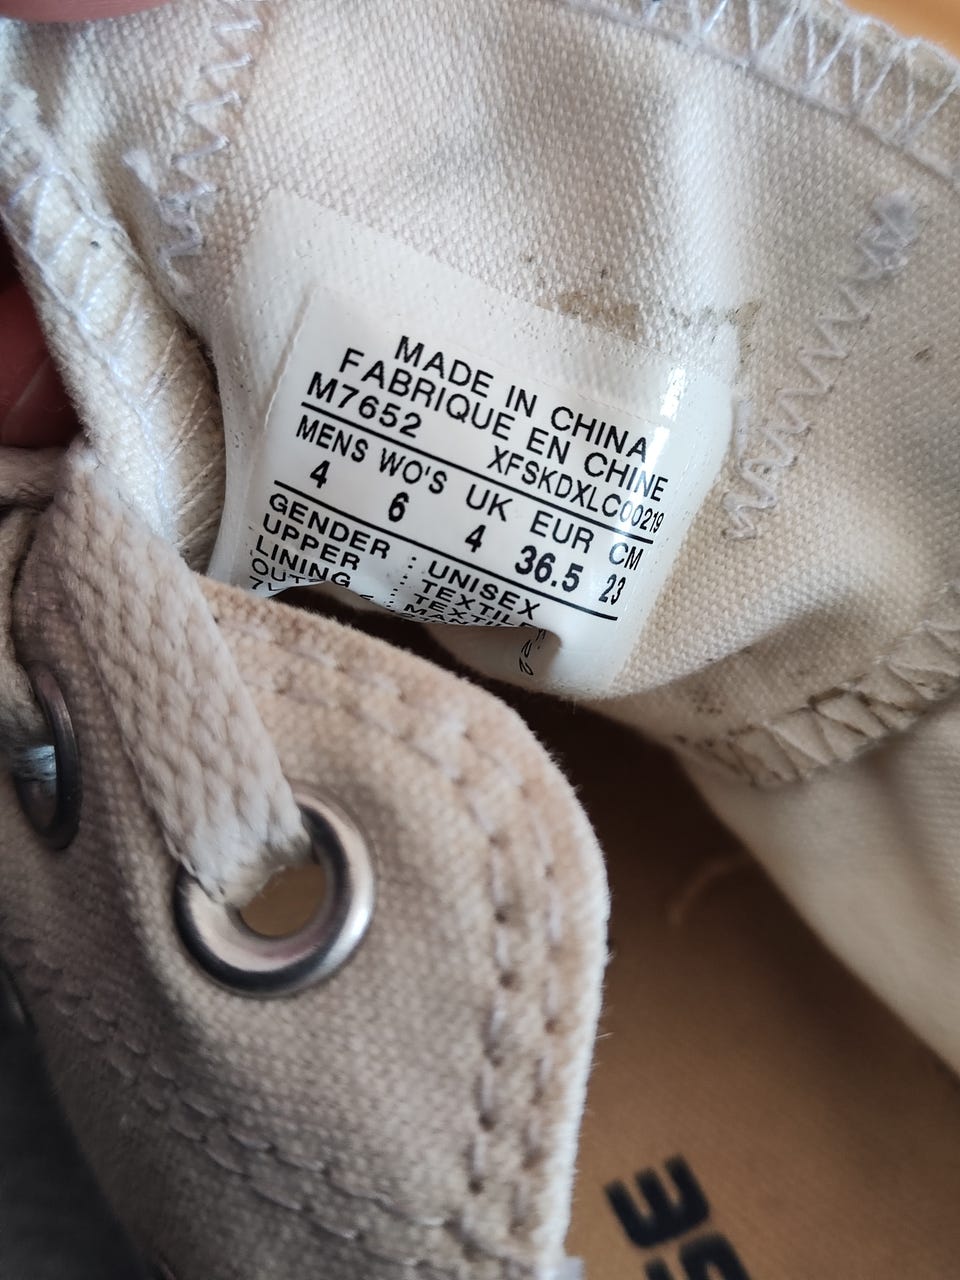 MADE IN CHINA
FABRIQUE EN CHINE
M7652 XFSKDXLC00219
MENS WO'S UK EUR CM
4 6 4 36.5 23
GENDER : UNISEX
UPPER : TEXTILE
LINING